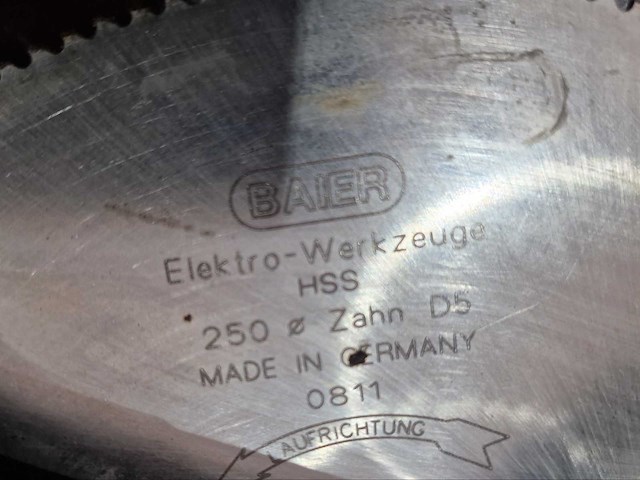 BAIER
Elektro-Werkzeuge
HSS
250 ø Zahn D5
MADE IN GERMANY
0811
AUFRICHTUNG